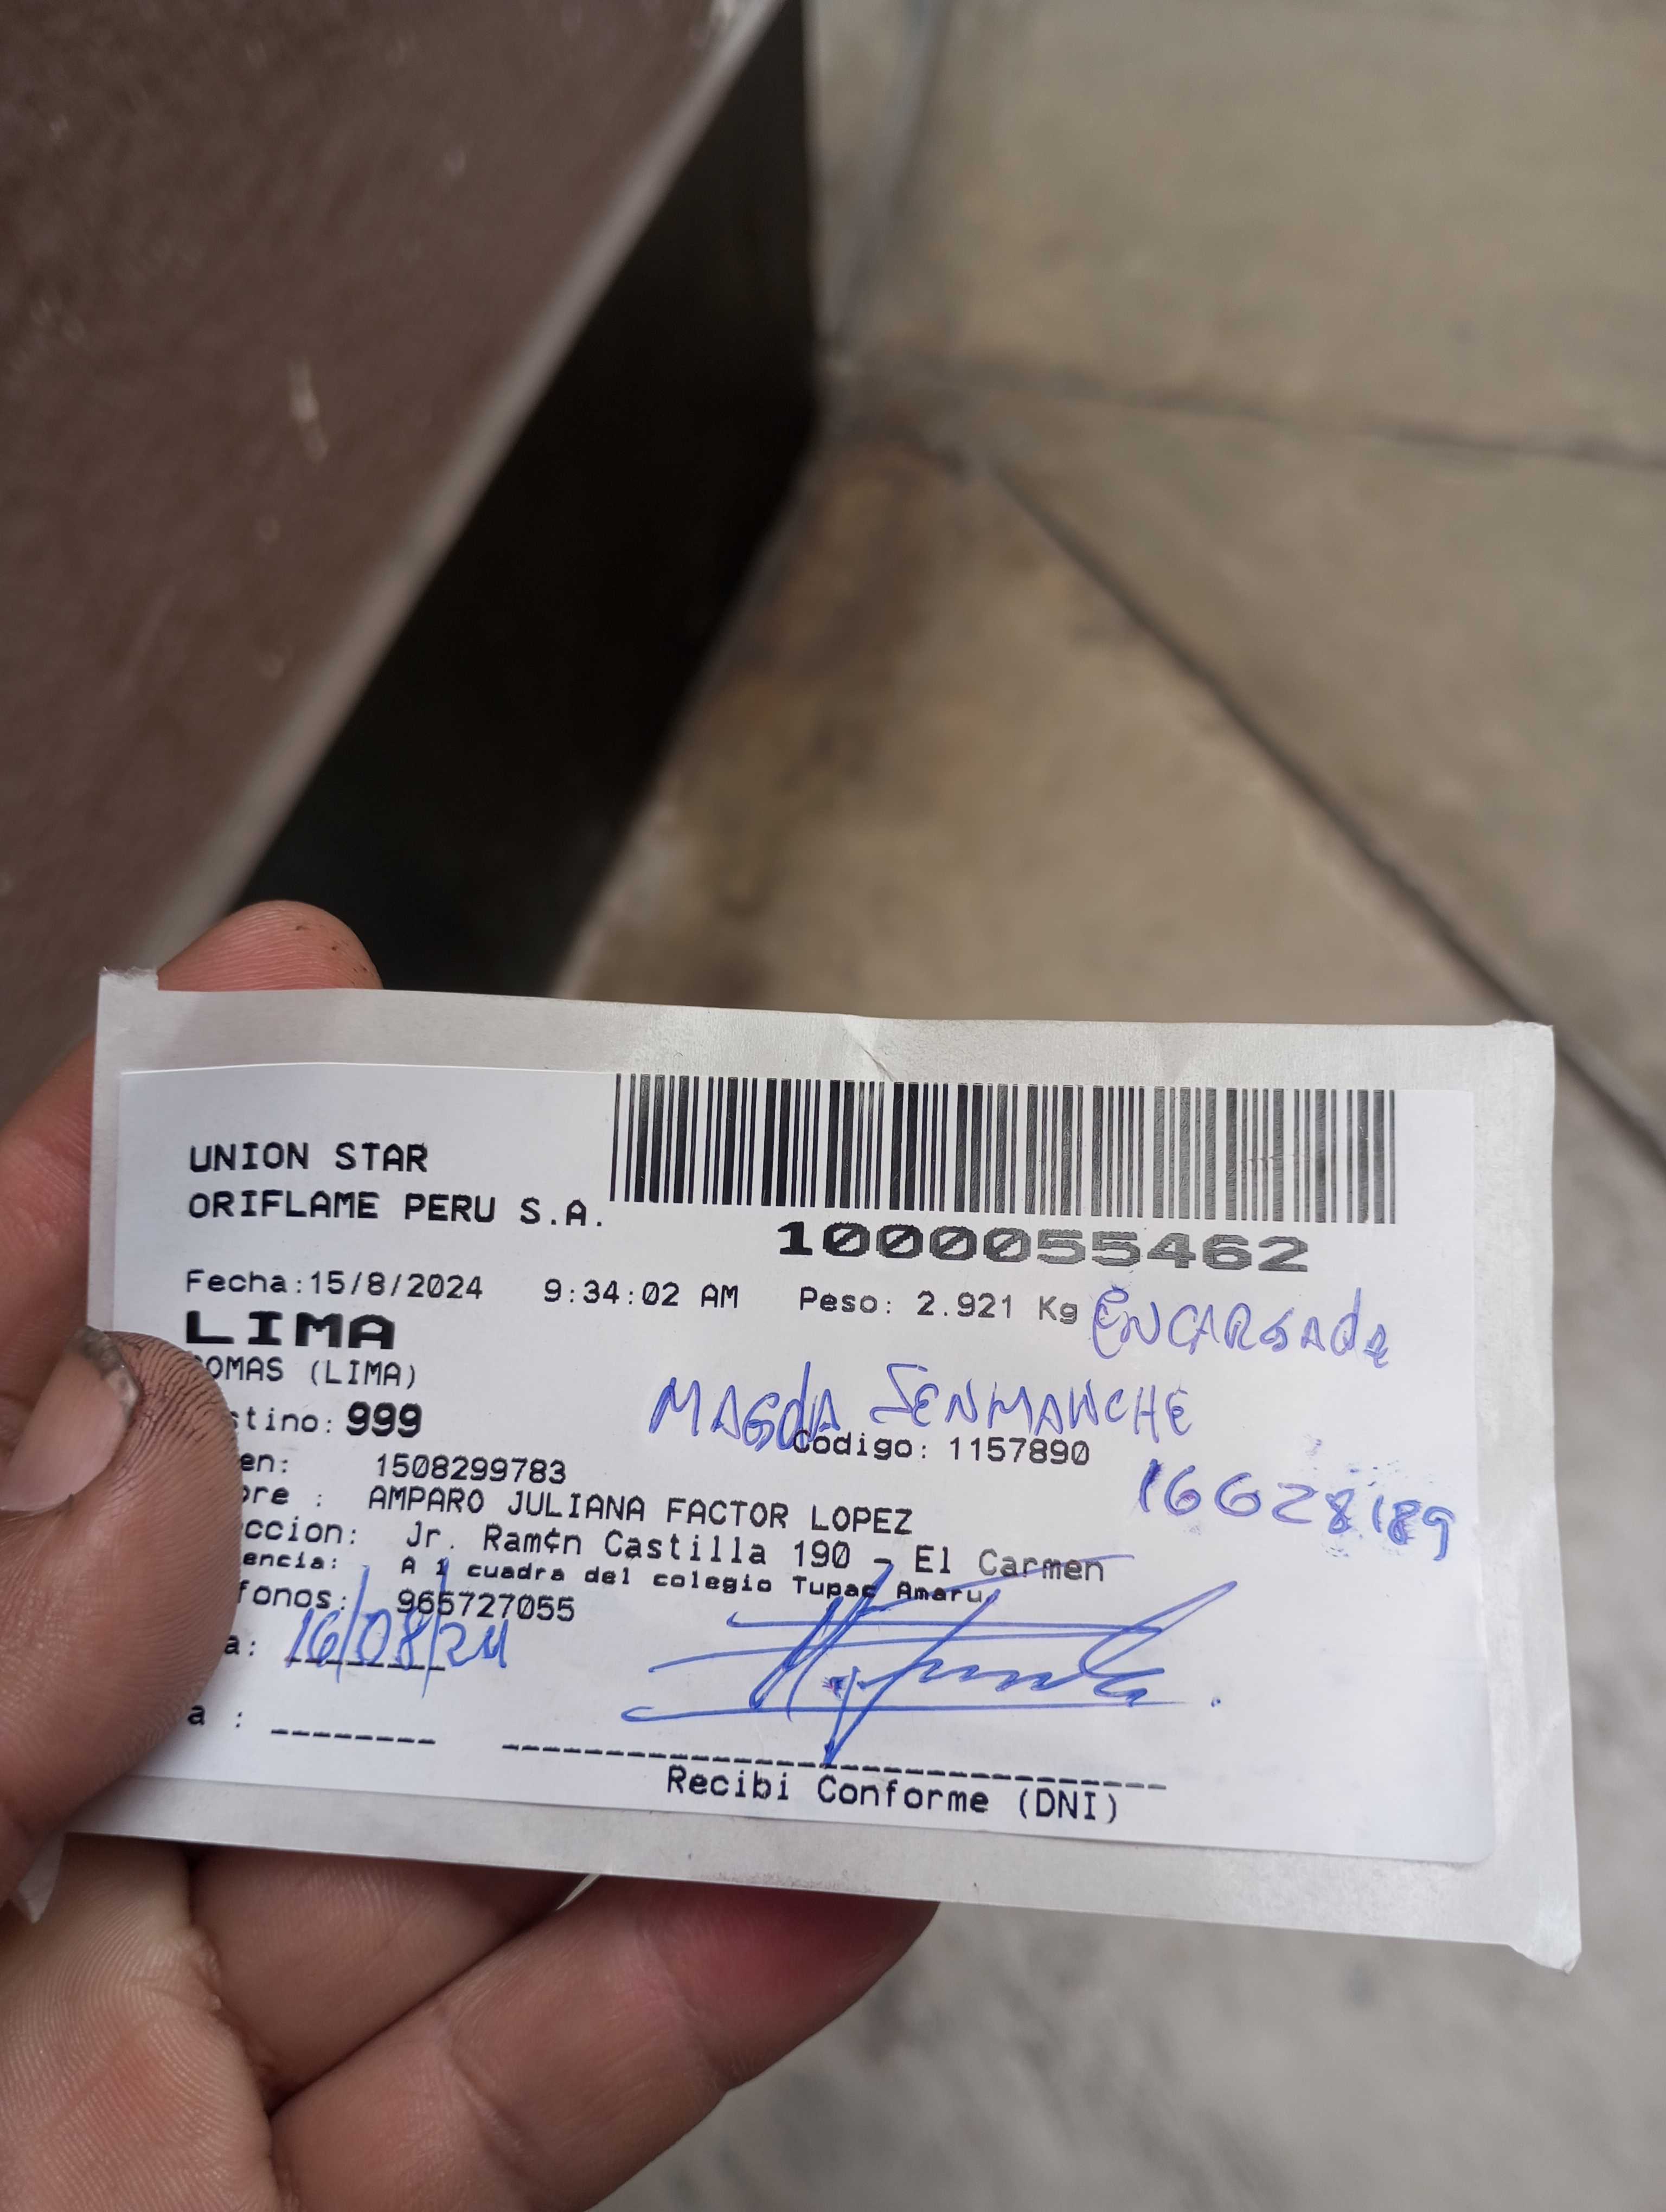 UNION STAR
ORIFLAME PERU S.A.
1000055462
Fecha:15/8/2024 9:34:02 AM Peso: 2.921 Kg
ENCARGADA
LIMA
OMAS (LIMA)
MAGdA SENMACHE
stino: 999
Codigo: 1157890
en: 1508299783
16628189
bre : AMPARO JULIANA FACTOR LOPEZ
ccion: Jr. Ram¢n Castilla 190 - El Carmen
encia: A 1 cuadra del colegio Tupac Amaru
fonos: 965727055
a: 16/08/24
a :
Recibi Conforme (DNI)